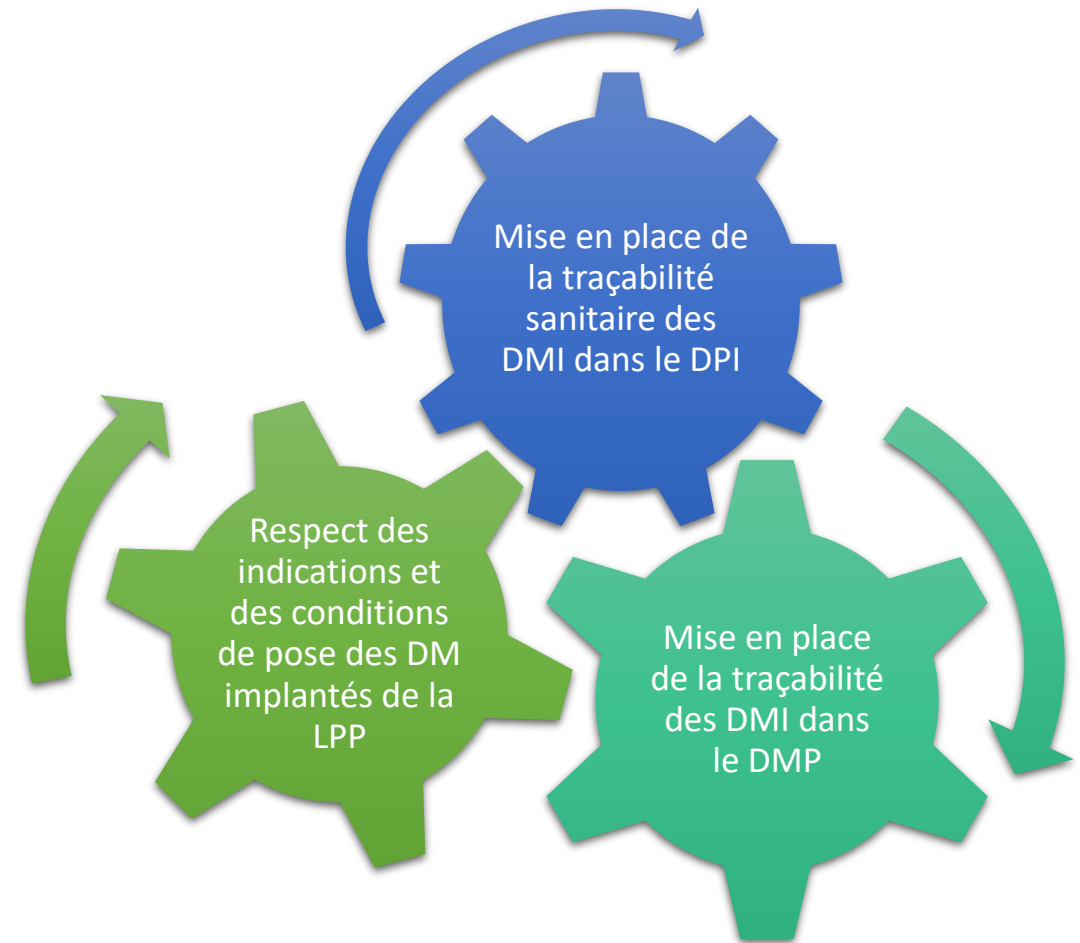 Mise en place de
la traçabilité
sanitaire des
DMI dans le DPI
Respect des
indications et
des conditions
de pose des DM
implantés de la
LPP
Mise en place
de la traçabilité
des DMI dans
le DMP